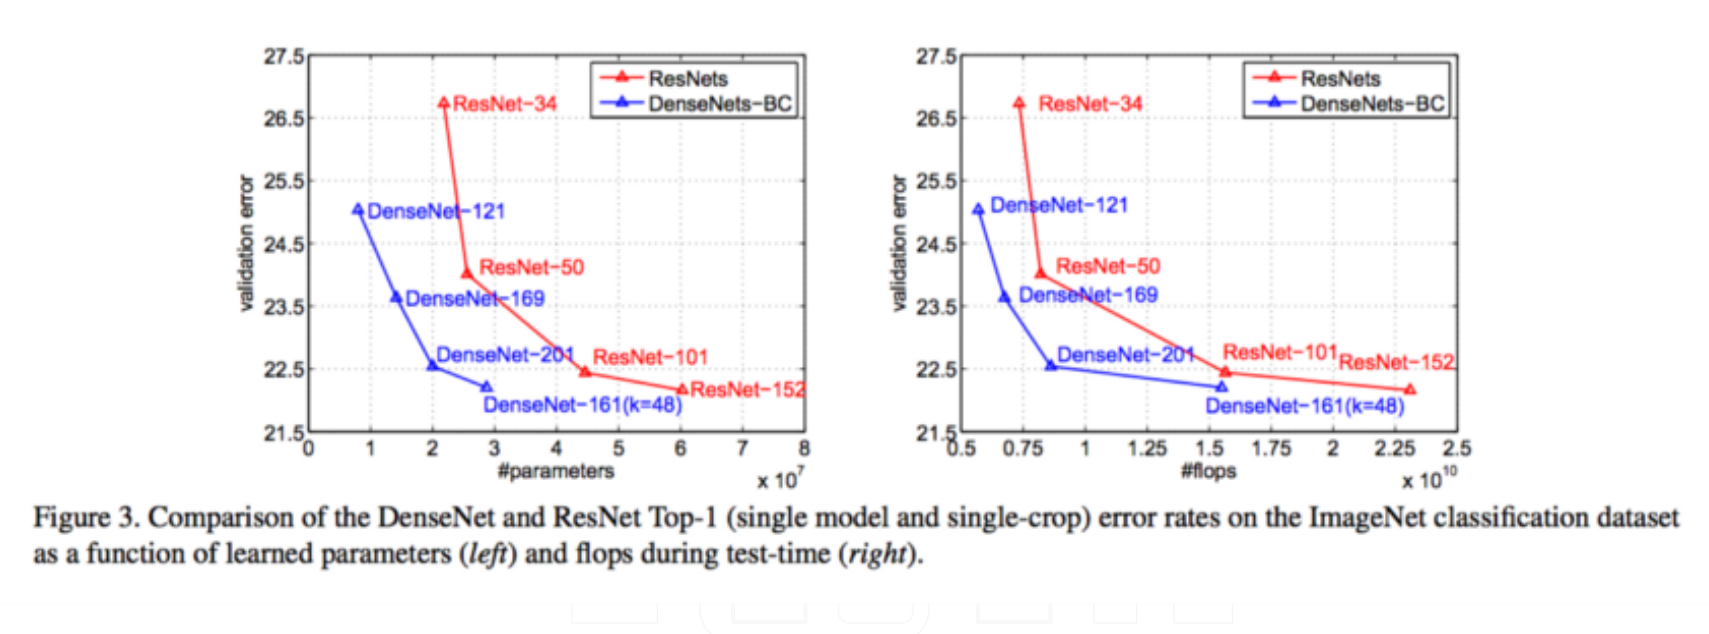 27.5
26.5
25.5
24.5
23.5
22.5
21.5
validation error
ResNets
DenseNets-BC
ResNet-34
DenseNet-121
ResNet-50
DenseNet-169
DenseNet-201
ResNet-101
ResNet-152
DenseNet-161(k=48)
0 1 2 3 4 5 6 7 8
#parameters
x 10^7
27.5
26.5
25.5
24.5
23.5
22.5
21.5
validation error
ResNets
DenseNets-BC
ResNet-34
DenseNet-121
ResNet-50
DenseNet-169
DenseNet-201
ResNet-101
ResNet-152
DenseNet-161(k=48)
0.5 0.75 1 1.25 1.5 1.75 2 2.25 2.5
#flops
x 10^10
Figure 3. Comparison of the DenseNet and ResNet Top-1 (single model and single-crop) error rates on the ImageNet classification dataset
as a function of learned parameters (left) and flops during test-time (right).